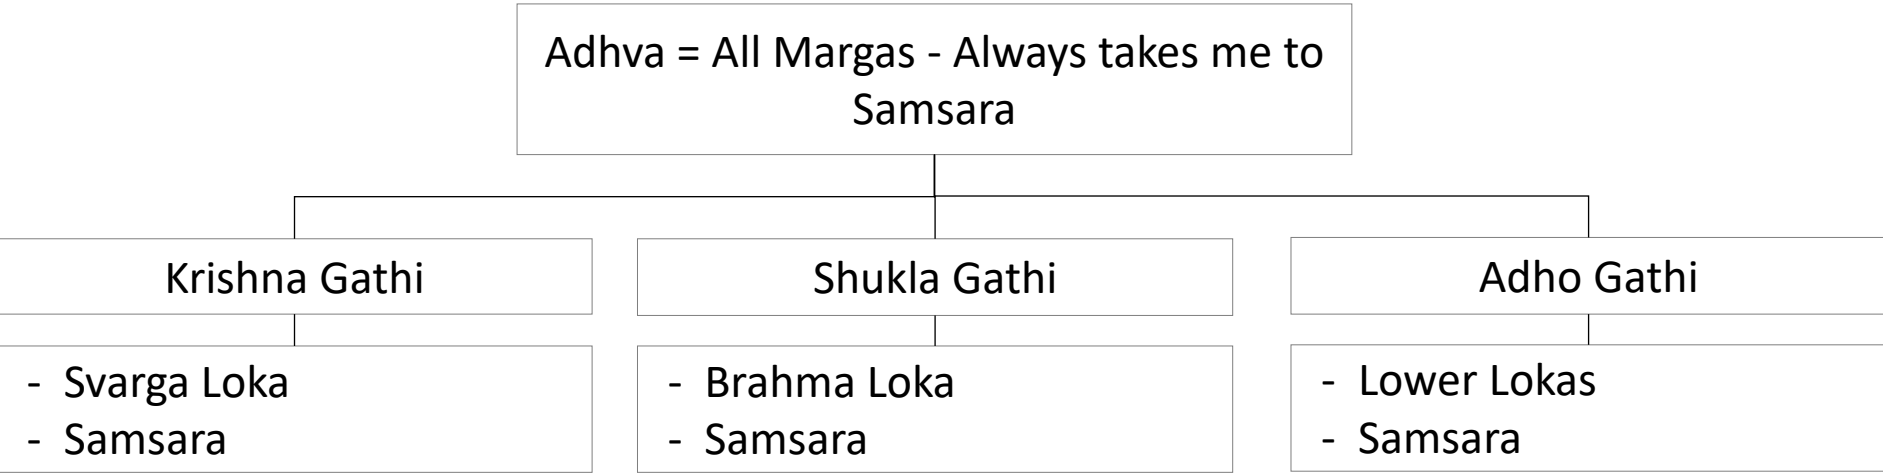 Adhva = All Margas - Always takes me to
Samsara
Krishna Gathi
Shukla Gathi
Adho Gathi
- Svarga Loka
- Samsara
- Brahma Loka
- Samsara
- Lower Lokas
- Samsara